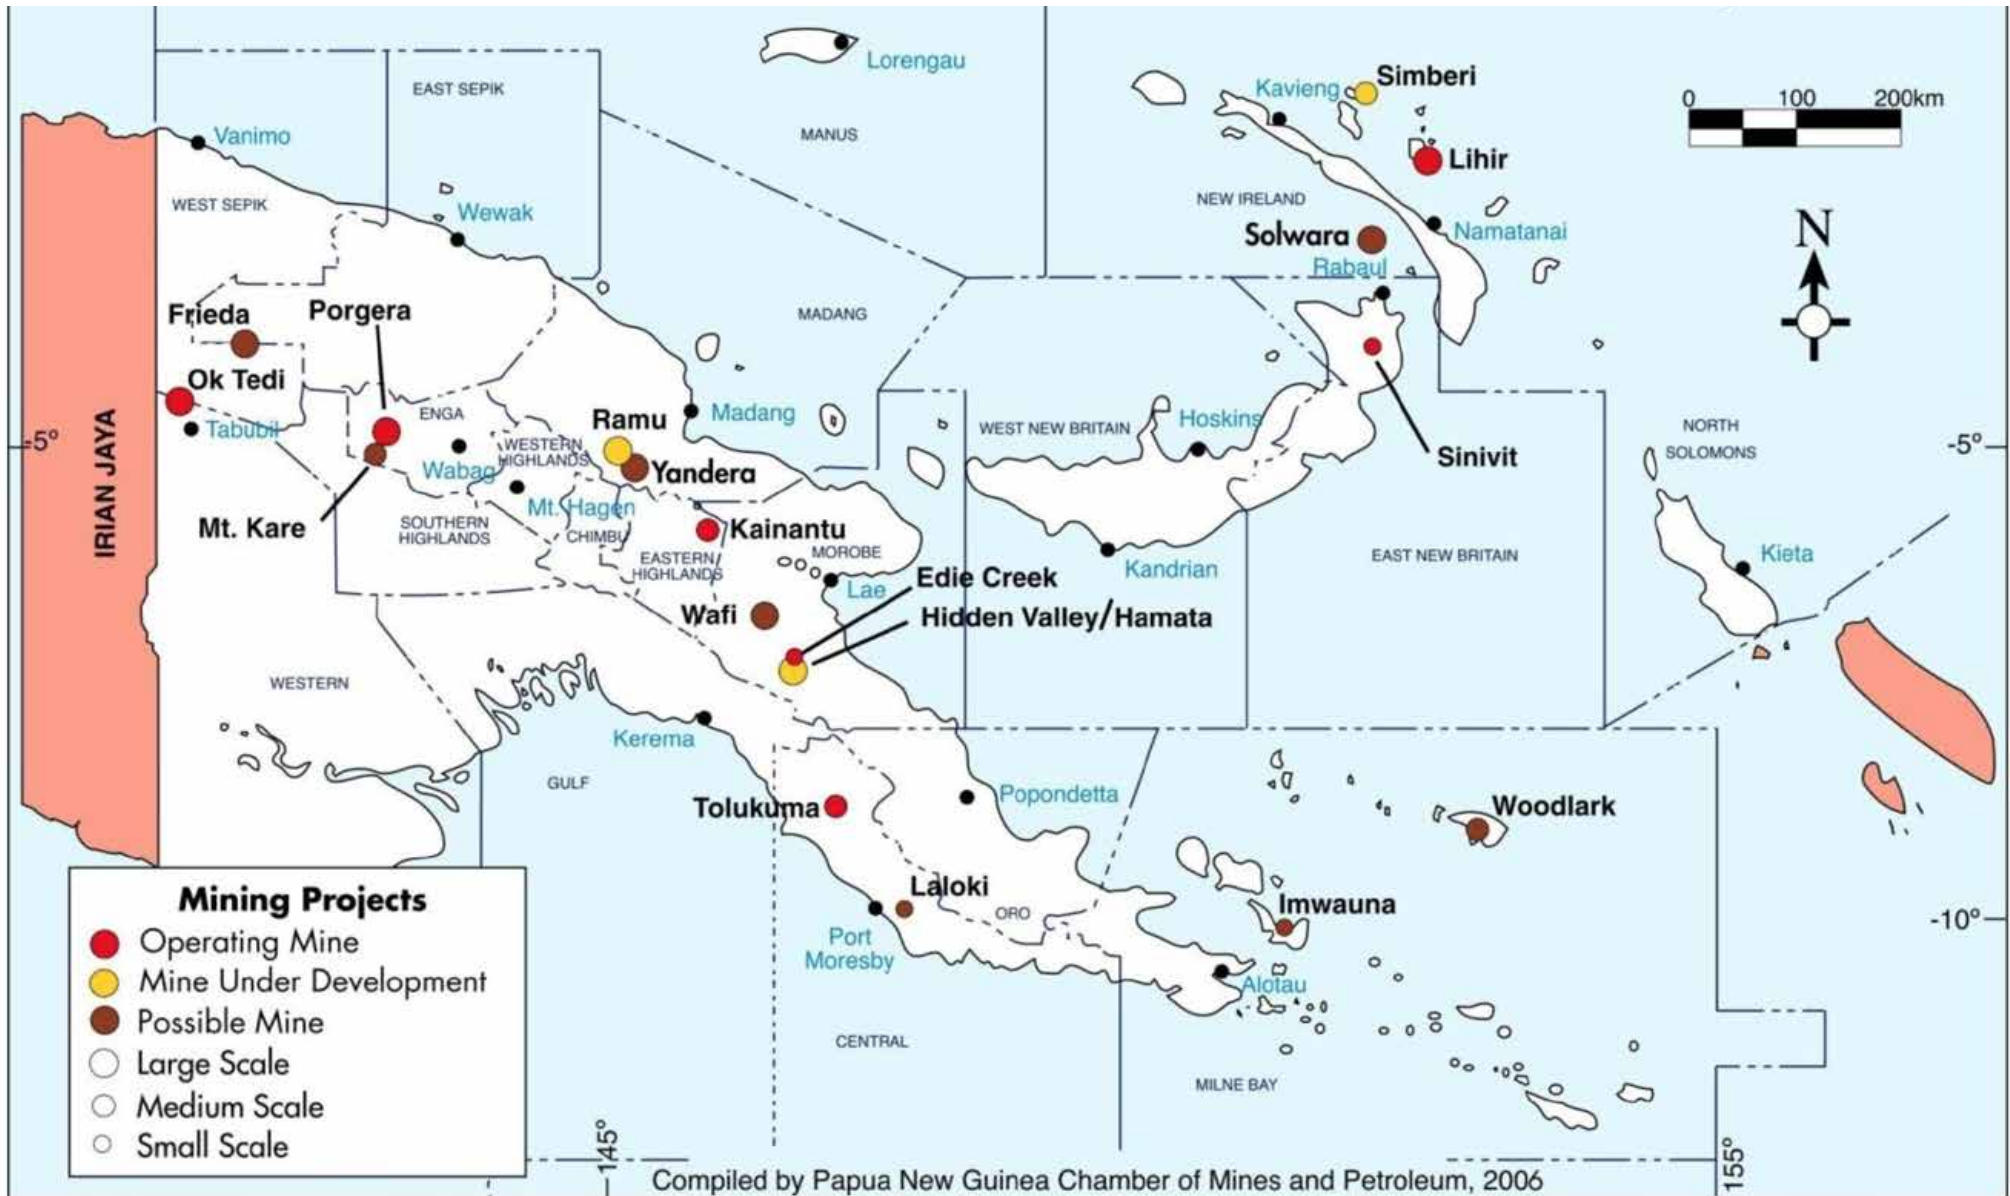 Lorengau
Simberi
Kavieng
EAST SEPIK
0 100 200km
Vanimo
MANUS
Lihir
WEST SEPIK
NEW IRELAND
Wewak
N
Solwara
Namatanai
Rabaul
Frieda
Porgera
MADANG
Ok Tedi
ENGA
Ramu
Madang
Hoskins
WEST NEW BRITAIN
NORTH
SOLOMONS
-5°
Tabubil
WESTERN
HIGHLANDS
-5°
Wabag
Yandera
Sinivit
IRIAN JAYA
Mt. Hagen
Mt. Kare
SOUTHERN
HIGHLANDS
CHIMBU
Kainantu
MOROBE
EASTERN
HIGHLANDS
EAST NEW BRITAIN
Kieta
Kandrian
Edie Creek
Lae
Wafi
Hidden Valley/Hamata
WESTERN
Kerema
GULF
Popondetta
Tolukuma
Woodlark
Laloki
ORO
Imwauna
-10°
Port
Moresby
Alotau
CENTRAL
MILNE BAY
Mining Projects
Operating Mine
Mine Under Development
Possible Mine
Large Scale
Medium Scale
Small Scale
145°
155°
Compiled by Papua New Guinea Chamber of Mines and Petroleum, 2006